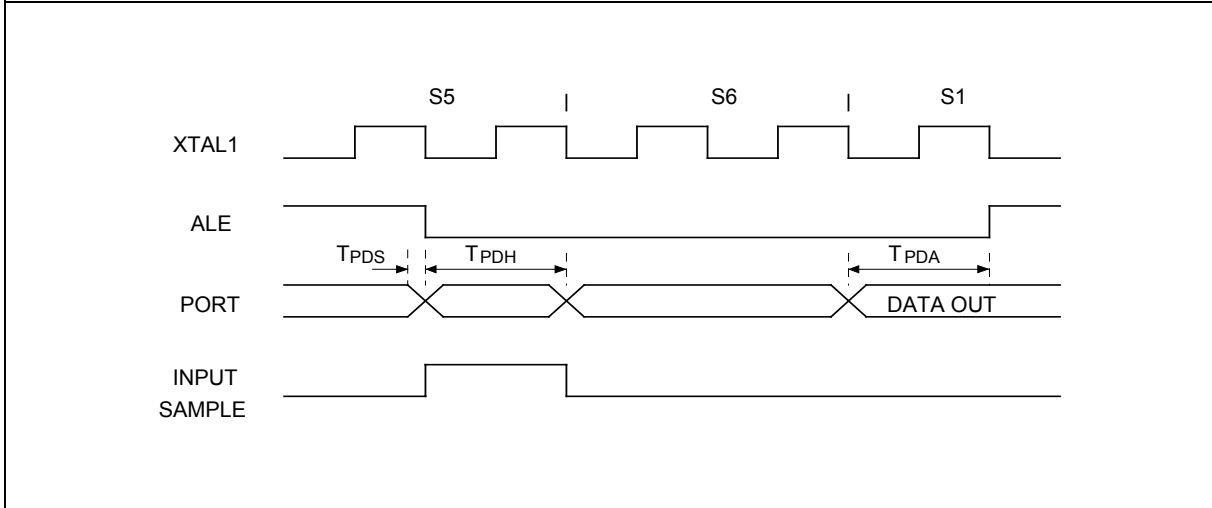 S5 | S6 | S1
XTAL1
ALE
TPDS TPDH TPDA
PORT DATA OUT
INPUT
SAMPLE